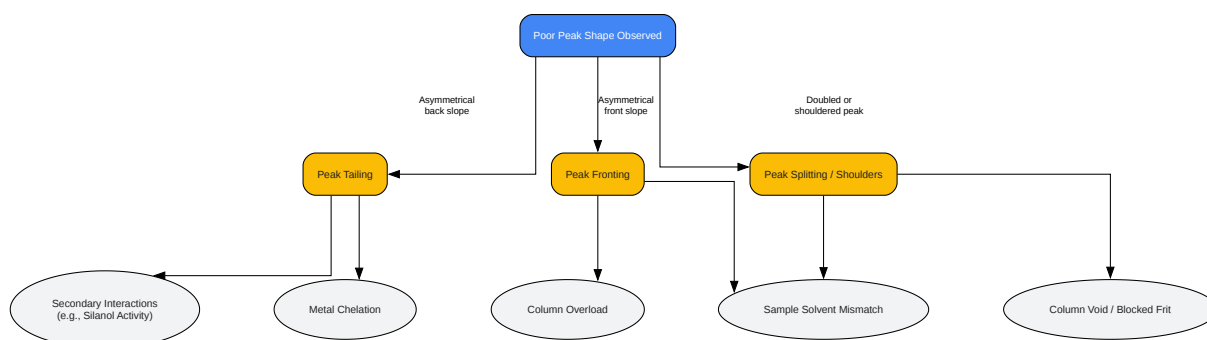 Poor Peak Shape Observed
Asymmetrical
back slope
Asymmetrical
front slope
Doubled or
shouldered peak
Peak Tailing
Peak Fronting
Peak Splitting / Shoulders
Secondary Interactions
(e.g., Silanol Activity)
Metal Chelation
Column Overload
Sample Solvent Mismatch
Column Void / Blocked Frit